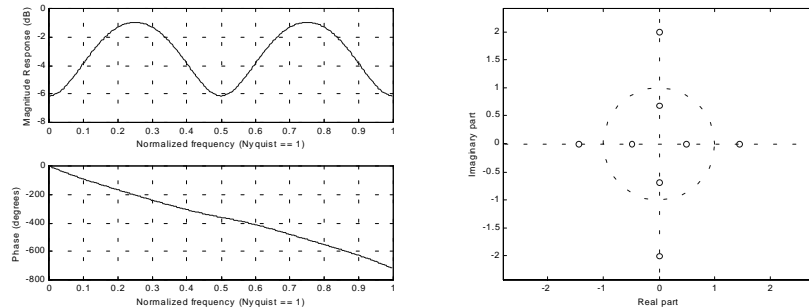 0
-2
-4
-6
-8
Magnitude Response (dB)
0 0.1 0.2 0.3 0.4 0.5 0.6 0.7 0.8 0.9 1
Normalized frequency (Nyquist == 1)
0
-200
-400
-600
-800
Phase (degrees)
0 0.1 0.2 0.3 0.4 0.5 0.6 0.7 0.8 0.9 1
Normalized frequency (Nyquist == 1)
2
1.5
1
0.5
0
-0.5
-1
-1.5
-2
Imaginary part
-2 -1 0 1 2
Real part